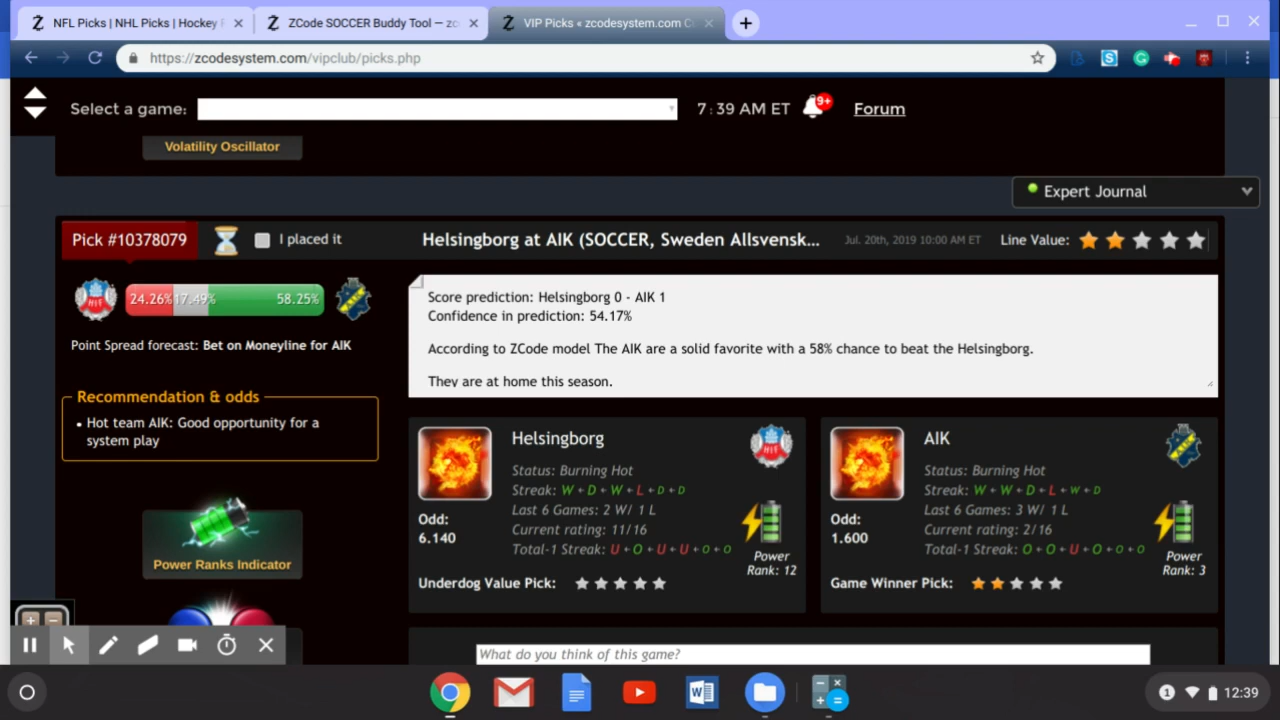 NFL Picks | NHL Picks | Hockey
ZCode SOCCER Buddy Tool — zc
VIP Picks « zcodesystem.com C
https://zcodesystem.com/vipclub/picks.php
Select a game:
7:39 AM ET
9+
Forum
Volatility Oscillator
Expert Journal
Pick #10378079
I placed it
Helsingborg at AIK (SOCCER, Sweden Allsvensk...
Jul. 20th, 2019 10:00 AM ET
Line Value:
24.26%
17.49%
58.25%
Point Spread forecast: Bet on Moneyline for AIK
Recommendation & odds
• Hot team AIK: Good opportunity for a
system play
Power Ranks Indicator
Score prediction: Helsingborg 0 - AIK 1
Confidence in prediction: 54.17%
According to ZCode model The AIK are a solid favorite with a 58% chance to beat the Helsingborg.
They are at home this season.
Helsingborg
Status: Burning Hot
Streak: W + D + W + L + D + D
Last 6 Games: 2 W/ 1 L
Current rating: 11/16
Total-1 Streak: U + O + U + U + O + O
Odd:
6.140
Power
Rank: 12
Underdog Value Pick:
AIK
Status: Burning Hot
Streak: W + W + D + L + W + D
Last 6 Games: 3 W/ 1 L
Current rating: 2/16
Total-1 Streak: O + O + U + O + O + O
Odd:
1.600
Power
Rank: 3
Game Winner Pick:
What do you think of this game?
1
12:39